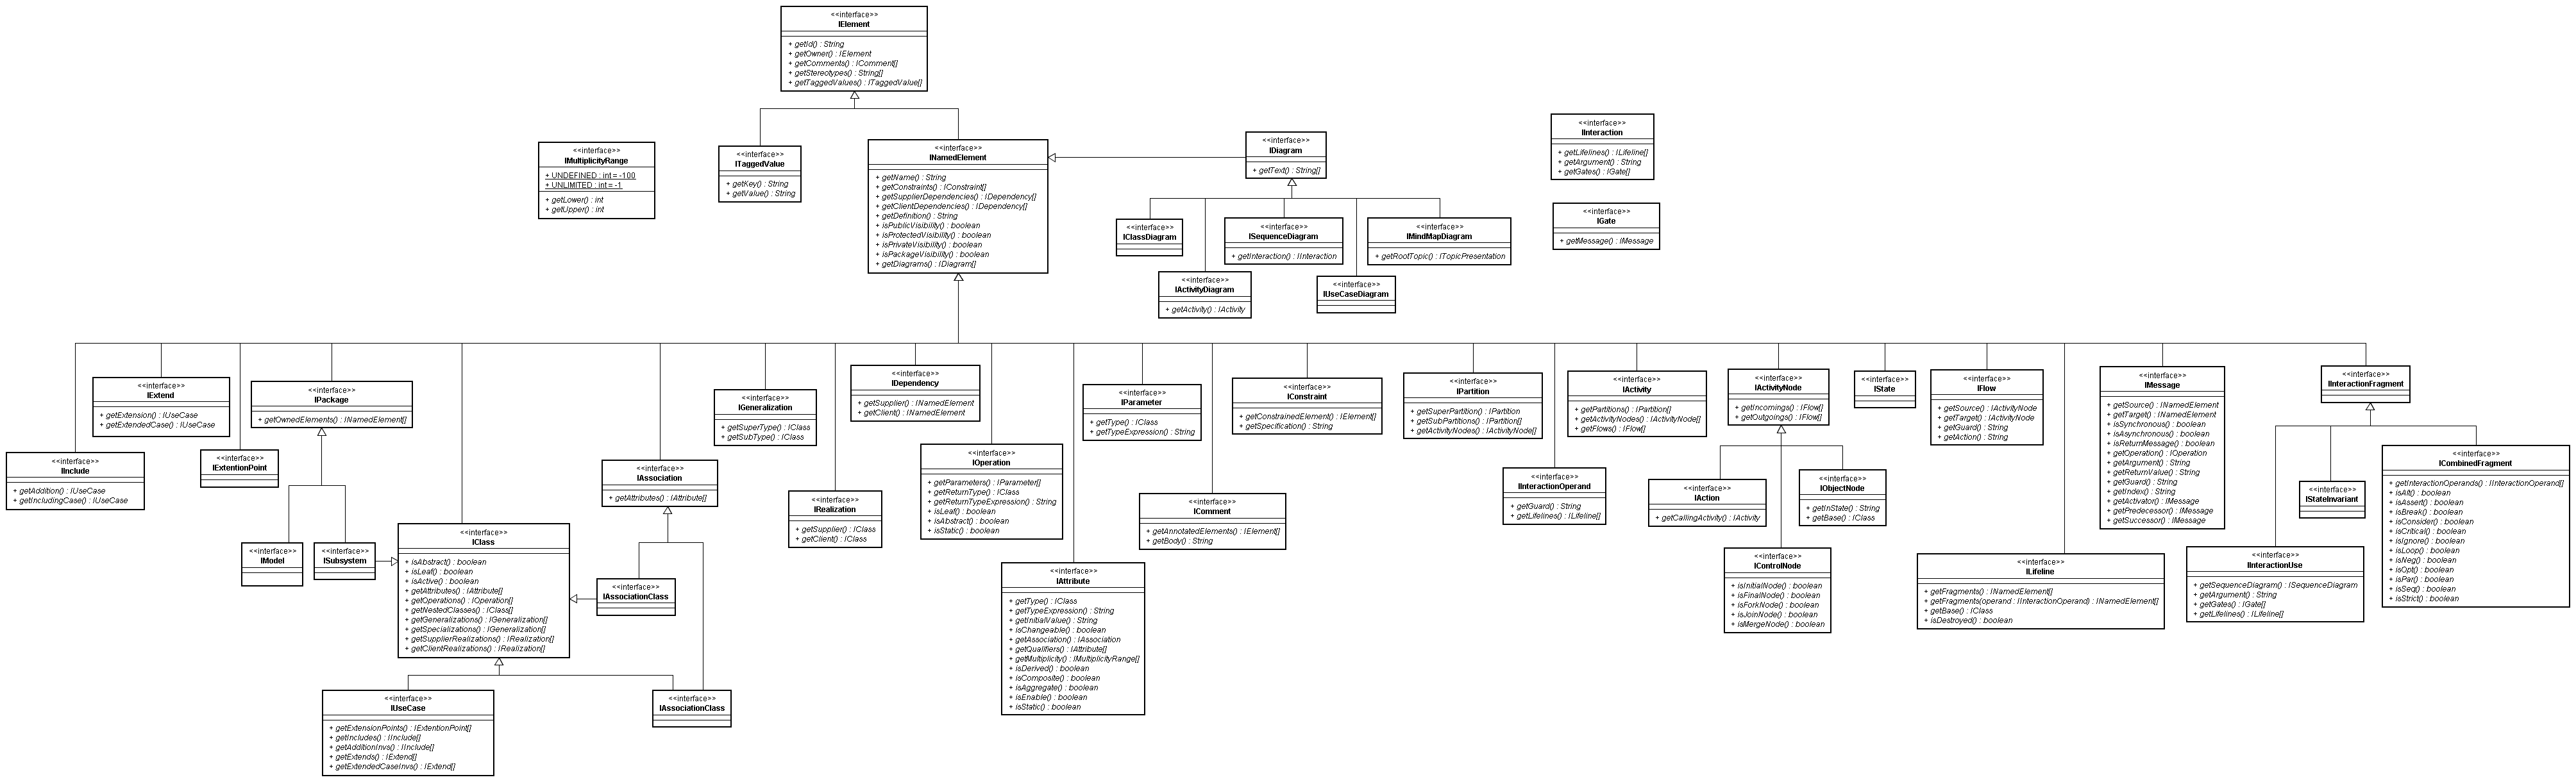 <<interface>>
IElement
+ getId() : String
+ getOwner() : IElement
+ getComments() : IComment[]
+ getStereotypes() : String[]
+ getTaggedValues() : ITaggedValue[]
<<interface>>
IMultiplicityRange
+ UNDEFINED : int = -100
+ UNLIMITED : int = -1
+ getLower() : int
+ getUpper() : int
<<interface>>
ITaggedValue
+ getKey() : String
+ getValue() : String
<<interface>>
INamedElement
+ getName() : String
+ getConstraints() : IConstraint[]
+ getSupplierDependencies() : IDependency[]
+ getClientDependencies() : IDependency[]
+ getDefinition() : String
+ isPublicVisibility() : boolean
+ isProtectedVisibility() : boolean
+ isPrivateVisibility() : boolean
+ isPackageVisibility() : boolean
+ getDiagrams() : IDiagram[]
<<interface>>
IDiagram
+ getText() : String[]
<<interface>>
IInteraction
+ getLifelines() : ILifeline[]
+ getArgument() : String
+ getGates() : IGate[]
<<interface>>
IGate
+ getMessage() : IMessage
<<interface>>
IClassDiagram
<<interface>>
ISequenceDiagram
+ getInteraction() : IInteraction
<<interface>>
IMindMapDiagram
+ getRootTopic() : ITopicPresentation
<<interface>>
IActivityDiagram
+ getActivity() : IActivity
<<interface>>
IUseCaseDiagram
<<interface>>
IInclude
+ getAddition() : IUseCase
+ getIncludingCase() : IUseCase
<<interface>>
IExtend
+ getExtension() : IUseCase
+ getExtendedCase() : IUseCase
<<interface>>
IExtentionPoint
<<interface>>
IPackage
+ getOwnedElements() : INamedElement[]
<<interface>>
IModel
<<interface>>
ISubsystem
<<interface>>
IClass
+ isAbstract() : boolean
+ isLeaf() : boolean
+ isActive() : boolean
+ getAttributes() : IAttribute[]
+ getOperations() : IOperation[]
+ getNestedClasses() : IClass[]
+ getGeneralizations() : IGeneralization[]
+ getSpecializations() : IGeneralization[]
+ getSupplierRealizations() : IRealization[]
+ getClientRealizations() : IRealization[]
<<interface>>
IUseCase
+ getExtensionPoints() : IExtentionPoint[]
+ getIncludes() : IInclude[]
+ getAdditionInvs() : IInclude[]
+ getExtends() : IExtend[]
+ getExtendedCaseInvs() : IExtend[]
<<interface>>
IAssociation
+ getAttributes() : IAttribute[]
<<interface>>
IAssociationClass
<<interface>>
IAssociationClass
<<interface>>
IGeneralization
+ getSuperType() : IClass
+ getSubType() : IClass
<<interface>>
IRealization
+ getSupplier() : IClass
+ getClient() : IClass
<<interface>>
IDependency
+ getSupplier() : INamedElement
+ getClient() : INamedElement
<<interface>>
IOperation
+ getParameters() : IParameter[]
+ getReturnType() : IClass
+ getReturnTypeExpression() : String
+ isLeaf() : boolean
+ isAbstract() : boolean
+ isStatic() : boolean
<<interface>>
IAttribute
+ getType() : IClass
+ getTypeExpression() : String
+ getInitialValue() : String
+ isChangeable() : boolean
+ getAssociation() : IAssociation
+ getQualifiers() : IAttribute[]
+ getMultiplicity() : IMultiplicityRange[]
+ isDerived() : boolean
+ isComposite() : boolean
+ isAggregate() : boolean
+ isEnable() : boolean
+ isStatic() : boolean
<<interface>>
IParameter
+ getType() : IClass
+ getTypeExpression() : String
<<interface>>
IComment
+ getAnnotatedElements() : IElement[]
+ getBody() : String
<<interface>>
IConstraint
+ getConstrainedElement() : IElement[]
+ getSpecification() : String
<<interface>>
IPartition
+ getSuperPartition() : IPartition
+ getSubPartitions() : IPartition[]
+ getActivityNodes() : IActivityNode[]
<<interface>>
IInteractionOperand
+ getGuard() : String
+ getLifelines() : ILifeline[]
<<interface>>
IActivity
+ getPartitions() : IPartition[]
+ getActivityNodes() : IActivityNode[]
+ getFlows() : IFlow[]
<<interface>>
IActivityNode
+ getIncomings() : IFlow[]
+ getOutgoings() : IFlow[]
<<interface>>
IAction
+ getCallingActivity() : IActivity
<<interface>>
IObjectNode
+ getInState() : String
+ getBase() : IClass
<<interface>>
IControlNode
+ isInitialNode() : boolean
+ isFinalNode() : boolean
+ isForkNode() : boolean
+ isJoinNode() : boolean
+ isMergeNode() : boolean
<<interface>>
IState
<<interface>>
IFlow
+ getSource() : IActivityNode
+ getTarget() : IActivityNode
+ getGuard() : String
+ getAction() : String
<<interface>>
ILifeline
+ getFragments() : INamedElement[]
+ getFragments(operand : IInteractionOperand) : INamedElement[]
+ getBase() : IClass
+ isDestroyed() : boolean
<<interface>>
IMessage
+ getSource() : INamedElement
+ getTarget() : INamedElement
+ isSynchronous() : boolean
+ isAsynchronous() : boolean
+ isReturnMessage() : boolean
+ getOperation() : IOperation
+ getArgument() : String
+ getReturnValue() : String
+ getGuard() : String
+ getIndex() : String
+ getActivator() : IMessage
+ getPredecessor() : IMessage
+ getSuccessor() : IMessage
<<interface>>
IInteractionFragment
<<interface>>
IInteractionUse
+ getSequenceDiagram() : ISequenceDiagram
+ getArgument() : String
+ getGates() : IGate[]
+ getLifelines() : ILifeline[]
<<interface>>
IStateInvariant
<<interface>>
ICombinedFragment
+ getInteractionOperands() : IInteractionOperand[]
+ isAlt() : boolean
+ isAssert() : boolean
+ isBreak() : boolean
+ isConsider() : boolean
+ isCritical() : boolean
+ isIgnore() : boolean
+ isLoop() : boolean
+ isNeg() : boolean
+ isOpt() : boolean
+ isPar() : boolean
+ isSeq() : boolean
+ isStrict() : boolean